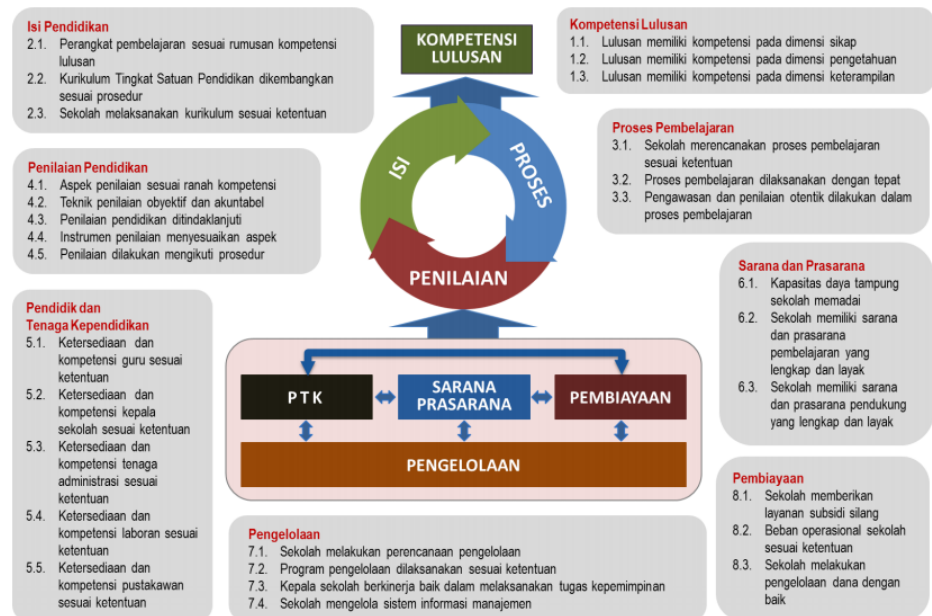 Isi Pendidikan
2.1. Perangkat pembelajaran sesuai rumusan kompetensi
lulusan
2.2. Kurikulum Tingkat Satuan Pendidikan dikembangkan
sesuai prosedur
2.3. Sekolah melaksanakan kurikulum sesuai ketentuan
KOMPETENSI
LULUSAN
Kompetensi Lulusan
1.1. Lulusan memiliki kompetensi pada dimensi sikap
1.2. Lulusan memiliki kompetensi pada dimensi pengetahuan
1.3. Lulusan memiliki kompetensi pada dimensi keterampilan
Penilaian Pendidikan
4.1. Aspek penilaian sesuai ranah kompetensi
4.2. Teknik penilaian obyektif dan akuntabel
4.3. Penilaian pendidikan ditindaklanjuti
4.4. Instrumen penilaian menyesuaikan aspek
4.5. Penilaian dilakukan mengikuti prosedur
ISI
PROSES
PENILAIAN
Proses Pembelajaran
3.1. Sekolah merencanakan proses pembelajaran
sesuai ketentuan
3.2. Proses pembelajaran dilaksanakan dengan tepat
3.3. Pengawasan dan penilaian otentik dilakukan dalam
proses pembelajaran
Pendidik dan
Tenaga Kependidikan
5.1. Ketersediaan dan
kompetensi guru sesuai
ketentuan
5.2. Ketersediaan dan
kompetensi kepala
sekolah sesuai ketentuan
5.3. Ketersediaan dan
kompetensi tenaga
administrasi sesuai
ketentuan
5.4. Ketersediaan dan
kompetensi laboran sesuai
ketentuan
5.5. Ketersediaan dan
kompetensi pustakawan
sesuai ketentuan
PTK
SARANA
PRASARANA
PEMBIAYAAN
PENGELOLAAN
Sarana dan Prasarana
6.1. Kapasitas daya tampung
sekolah memadai
6.2. Sekolah memiliki sarana
dan prasarana
pembelajaran yang
lengkap dan layak
6.3. Sekolah memiliki sarana
dan prasarana pendukung
yang lengkap dan layak
Pengelolaan
7.1. Sekolah melakukan perencanaan pengelolaan
7.2. Program pengelolaan dilaksanakan sesuai ketentuan
7.3. Kepala sekolah berkinerja baik dalam melaksanakan tugas kepemimpinan
7.4. Sekolah mengelola sistem informasi manajemen
Pembiayaan
8.1. Sekolah memberikan
layanan subsidi silang
8.2. Beban operasional sekolah
sesuai ketentuan
8.3. Sekolah melakukan
pengelolaan dana dengan
baik